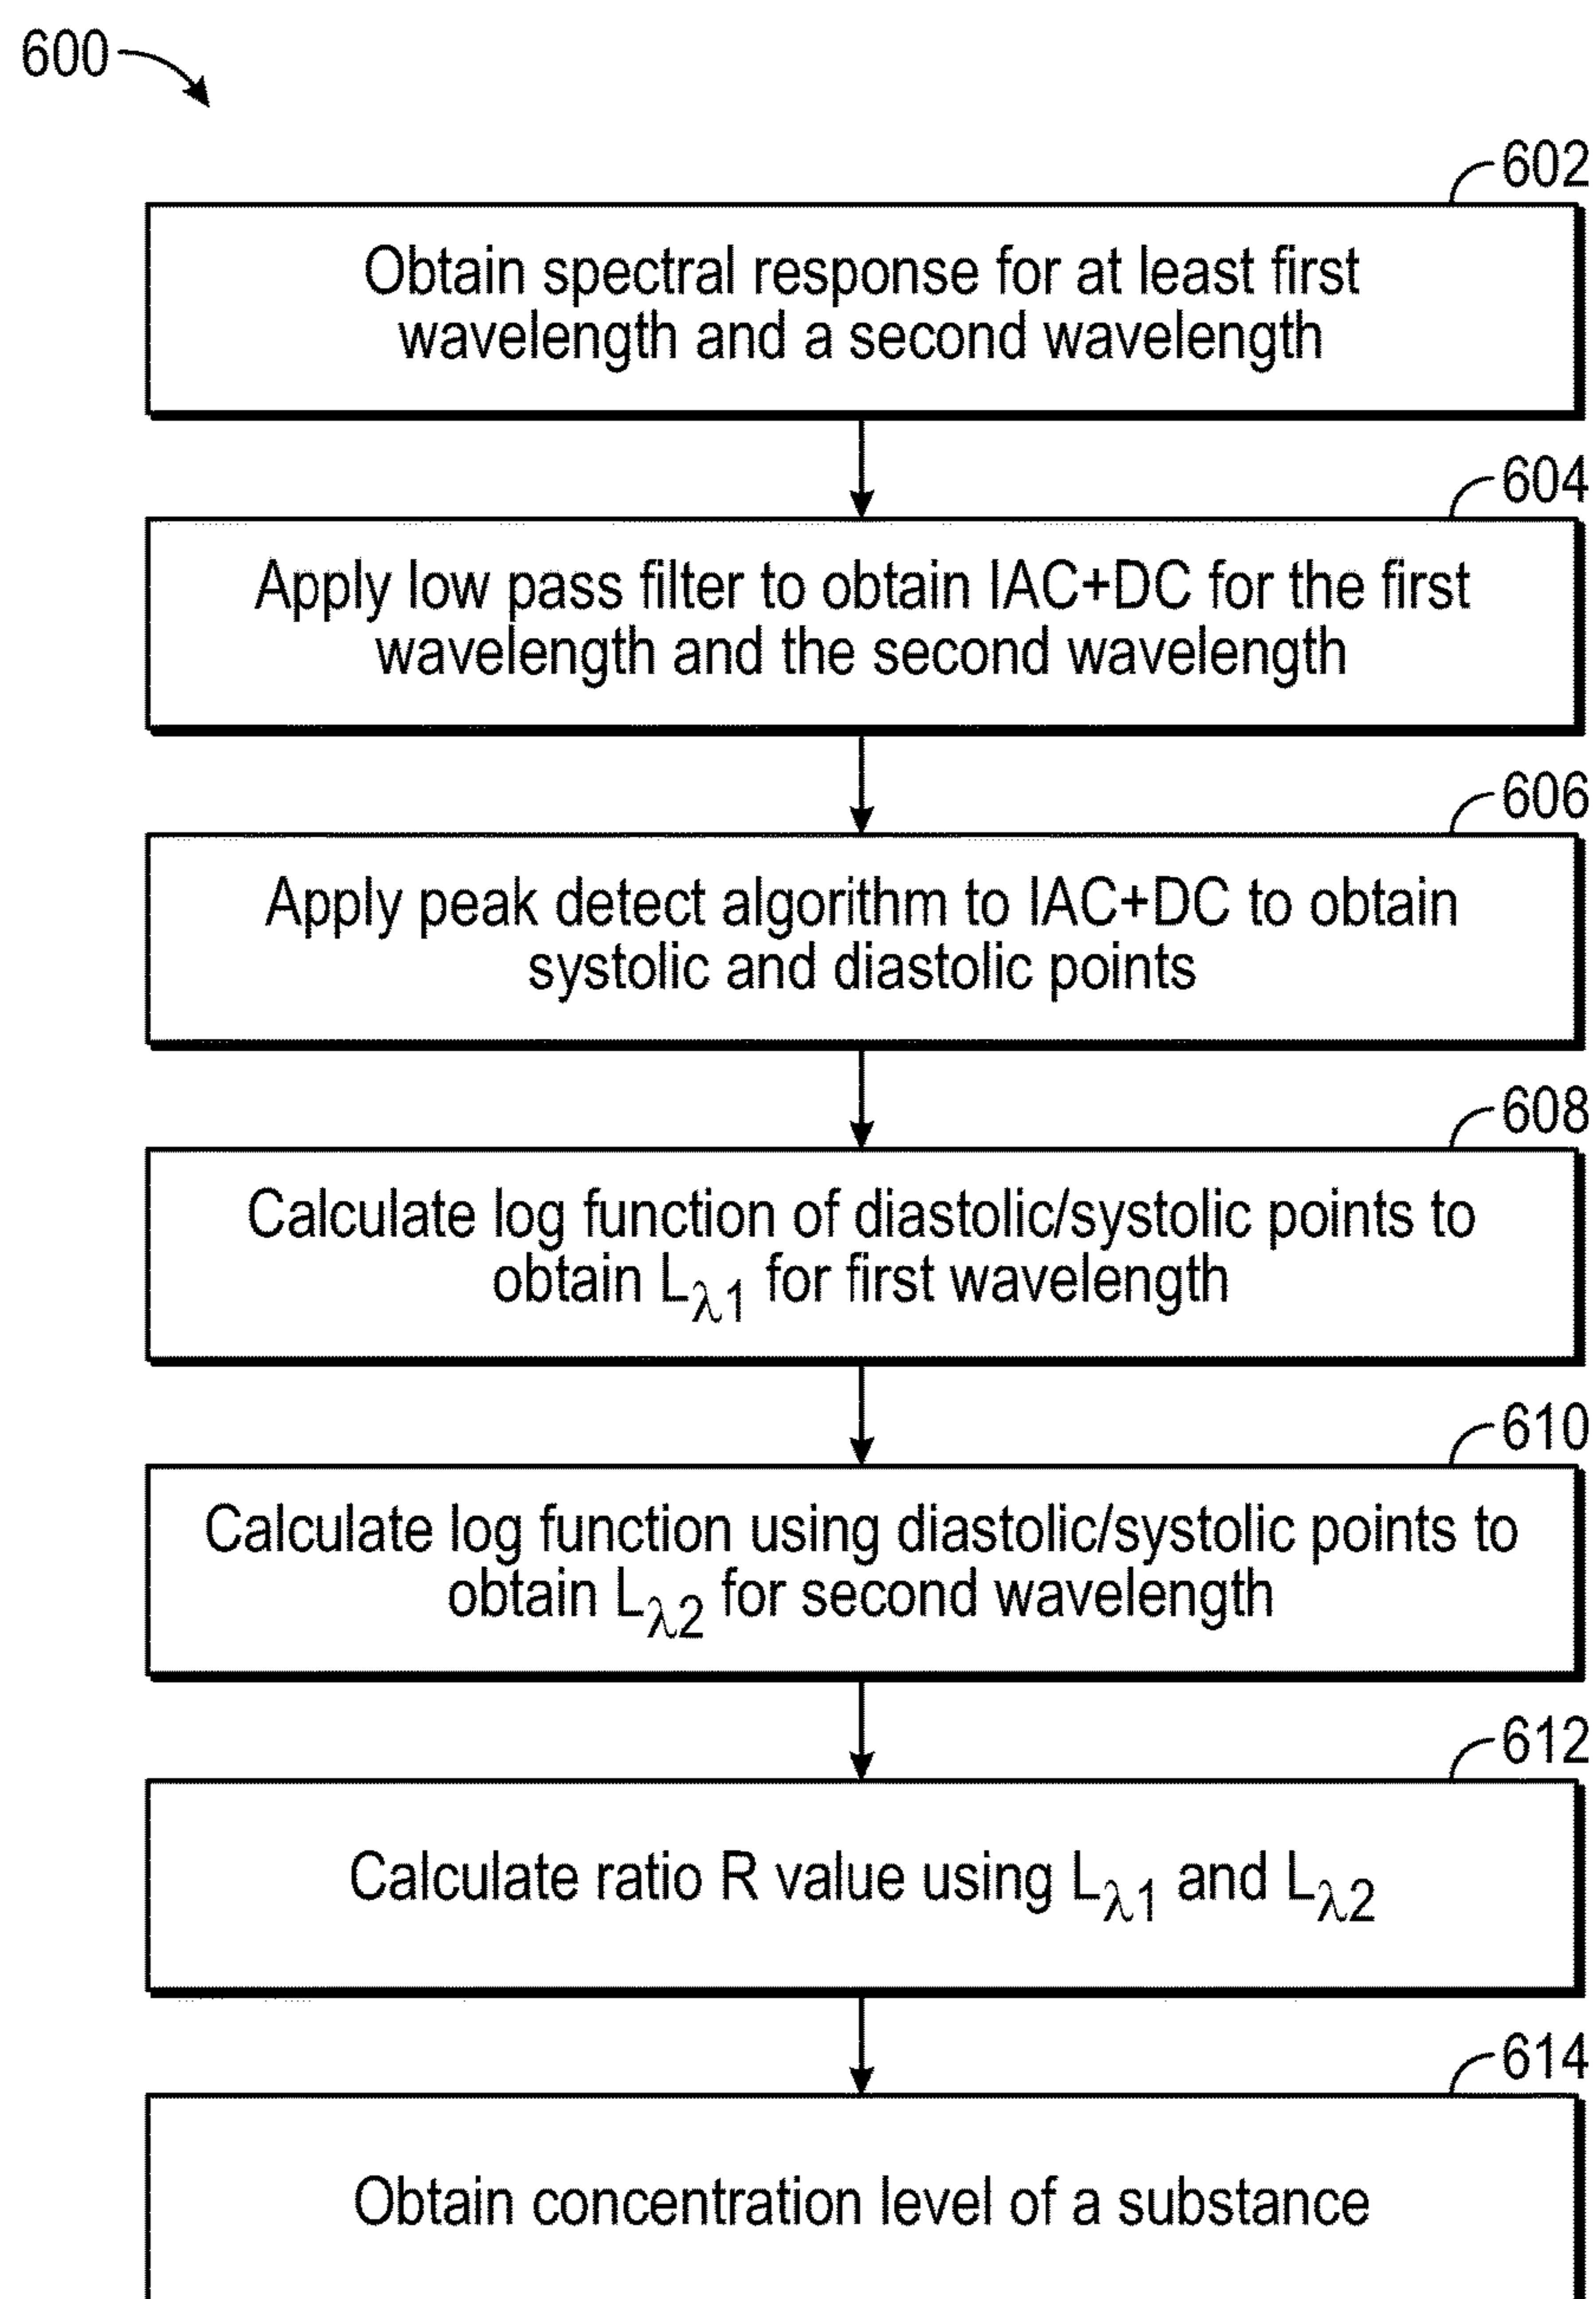 600
602
Obtain spectral response for at least first
wavelength and a second wavelength
604
Apply low pass filter to obtain IAC+DC for the first
wavelength and the second wavelength
606
Apply peak detect algorithm to IAC+DC to obtain
systolic and diastolic points
608
Calculate log function of diastolic/systolic points to
obtain Lλ1 for first wavelength
610
Calculate log function using diastolic/systolic points to
obtain Lλ2 for second wavelength
612
Calculate ratio R value using Lλ1 and Lλ2
614
Obtain concentration level of a substance